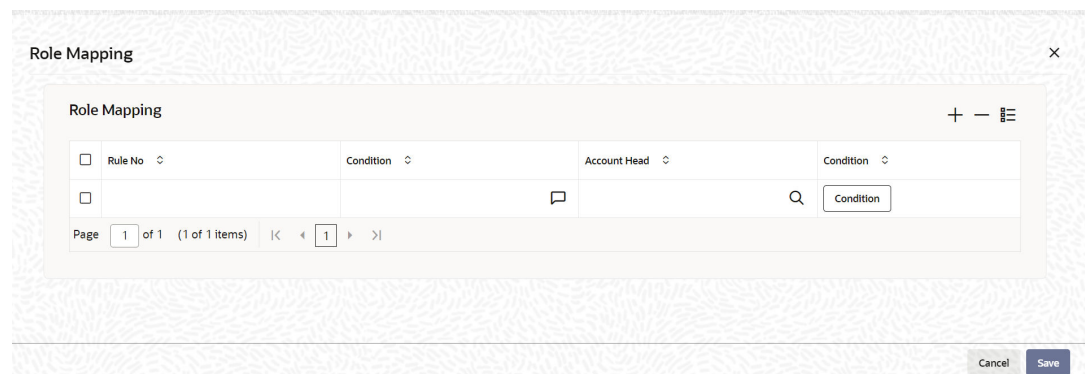 Role Mapping
Role Mapping
Rule No Condition Account Head Condition
Condition
Page 1 of 1 (1 of 1 items) 1
Cancel Save